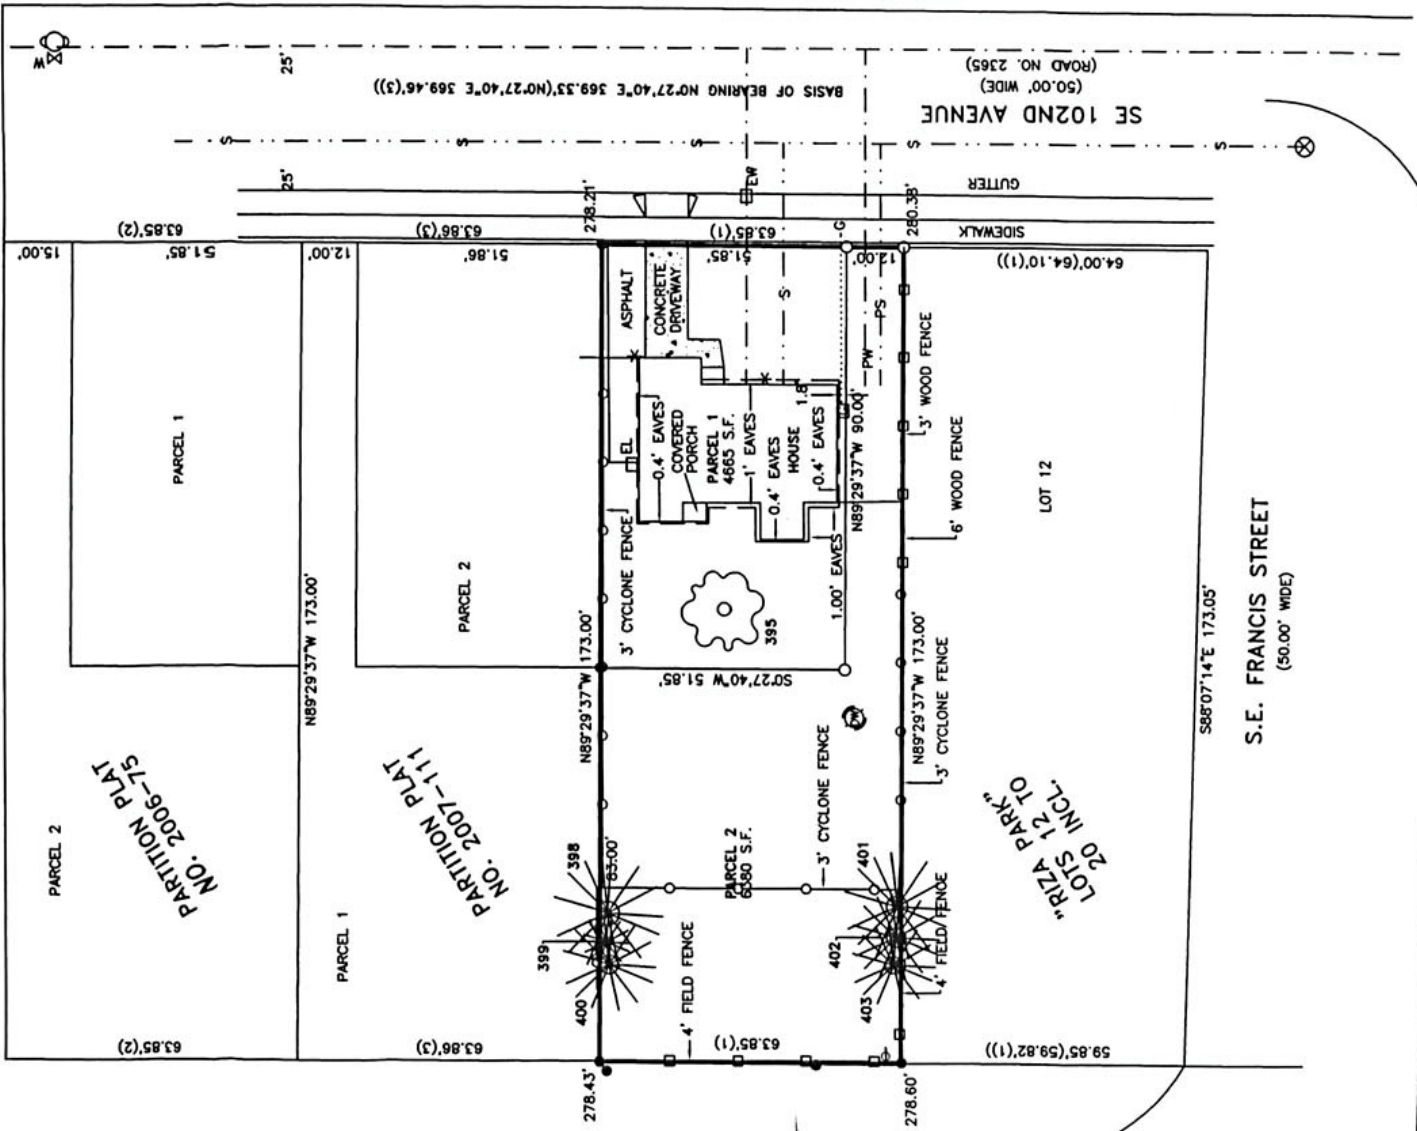 W
25'
BASIS OF BEARING N0°27'40"E 369.33'(N0°27'40"E 369.46'(3))
SE 102ND AVENUE
(50.00' WIDE)
(ROAD NO. 2365)
S
S
S
S
S
25'
EW
GUTTER
SIDEWALK
278.21'
280.38'
63.85'(2)
63.86'(3)
63.85'(1)
G
15.00'
51.85'
12.00'
51.86'
51.85'
12.00'
64.00'(64.10'(1))
ASPHALT
CONCRETE
DRIVEWAY
S
PS
PW
3' WOOD FENCE
PARCEL 1
EL
0.4' EAVES
COVERED
PORCH
PARCEL 1
4665 S.F.
1' EAVES
0.4' EAVES
HOUSE
1.8'
0.4' EAVES
N89°29'37"W 90.00'
6' WOOD FENCE
LOT 12
PARCEL 2
3' CYCLONE FENCE
395
1.00' EAVES
N89°29'37"W 173.00'
N89°29'37"W 173.00'
S0°27'40"W 51.85'
N89°29'37"W 173.00'
3' CYCLONE FENCE
S88°07'14"E 173.05'
S.E. FRANCIS STREET
(50.00' WIDE)
DW
PARCEL 2
PARTITION PLAT
NO. 2006-75
PARCEL 1
PARTITION PLAT
NO. 2007-111
398
83.00'
PARCEL 2
6380 S.F.
3' CYCLONE FENCE
401
"RIZA PARK"
LOTS 12 TO
20 INCL.
399
400
4' FIELD FENCE
402
403
4' FIELD FENCE
63.85'(2)
63.86'(3)
63.85'(1)
59.85'(59.82'(1))
278.43'
278.60'